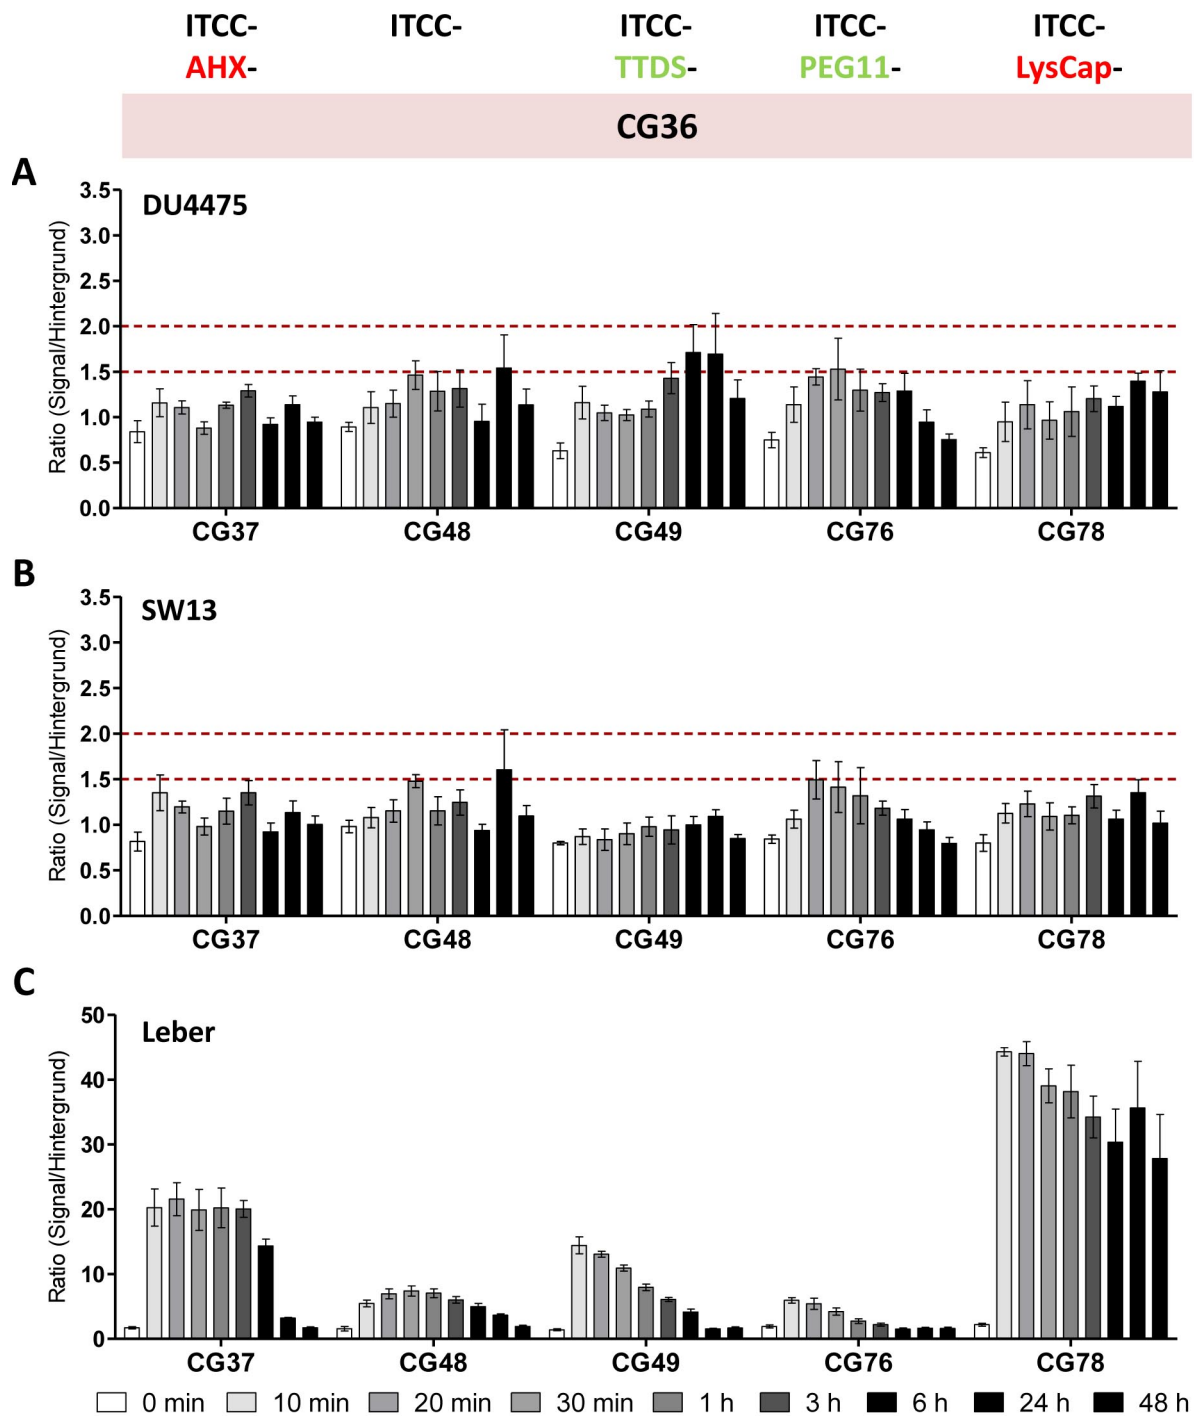 ITCC- ITCC- ITCC- ITCC- ITCC-
AHX- TTDS- PEG11- LysCap-
CG36
A
DU4475
Ratio (Signal/Hintergrund)
3.5
3.0
2.5
2.0
1.5
1.0
0.5
0.0
CG37 CG48 CG49 CG76 CG78
B
SW13
Ratio (Signal/Hintergrund)
3.5
3.0
2.5
2.0
1.5
1.0
0.5
0.0
CG37 CG48 CG49 CG76 CG78
C
Leber
Ratio (Signal/Hintergrund)
50
40
30
20
10
0
CG37 CG48 CG49 CG76 CG78
0 min 10 min 20 min 30 min 1 h 3 h 6 h 24 h 48 h